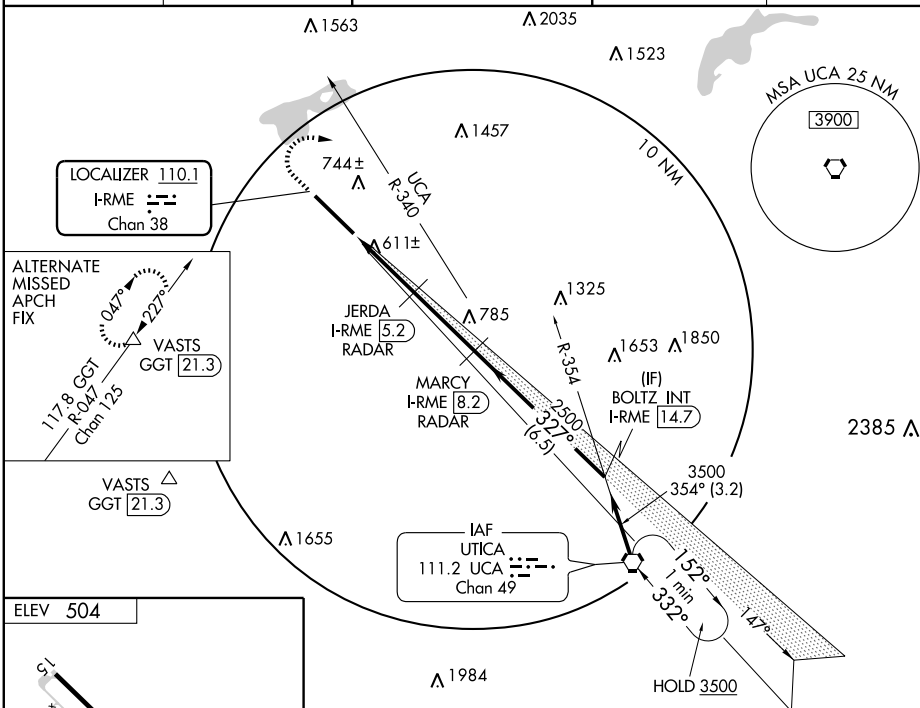 1563
2035
1523
MSA UCA 25 NM
3900
1457
10 NM
LOCALIZER 110.1
I-RME
Chan 38
744±
UCA
R-340
611±
ALTERNATE
MISSED
APCH
FIX
047°
227°
VASTS
GGT 21.3
117.8 GGT
R-047
Chan 125
JERDA
I-RME 5.2
RADAR
785
1325
R-354
1653
1850
MARCY
I-RME 8.2
RADAR
(IF)
BOLTZ INT
I-RME 14.7
2500
327°
(6.5)
2385
VASTS
GGT 21.3
3500
354° (3.2)
1655
IAF
UTICA
111.2 UCA
Chan 49
152°
1 min
332°
147°
HOLD 3500
ELEV 504
15
1984